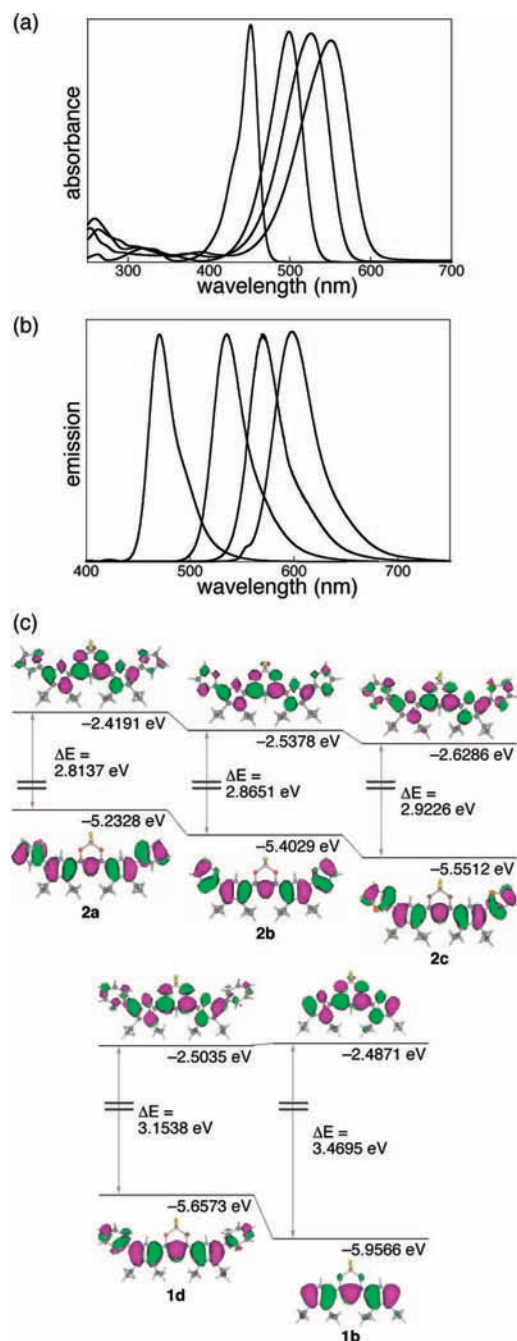 (a)
absorbance
300 400 500 600 700
wavelength (nm)
(b)
emission
400 500 600 700
wavelength (nm)
(c)
−2.4191 eV
−2.5378 eV
−2.6286 eV
ΔE =
2.8137 eV
ΔE =
2.8651 eV
ΔE =
2.9226 eV
−5.2328 eV
−5.4029 eV
−5.5512 eV
2a
2b
2c
−2.5035 eV
−2.4871 eV
ΔE =
3.1538 eV
ΔE =
3.4695 eV
−5.6573 eV
−5.9566 eV
1d
1b